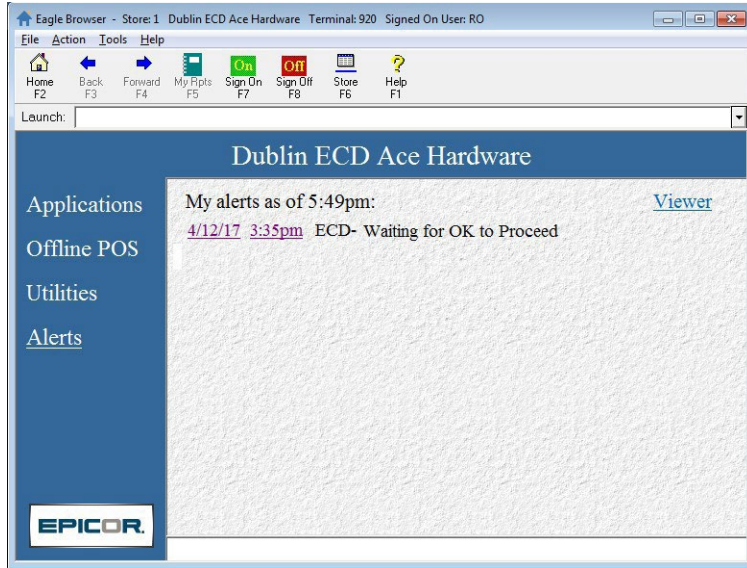 Eagle Browser - Store: 1 Dublin ECD Ace Hardware Terminal: 920 Signed On User: RO
File Action Tools Help
On Off ?
Home Back Forward My Rpts Sign On Sign Off Store Help
F2 F3 F4 F5 F7 F8 F6 F1
Launch:
Dublin ECD Ace Hardware
Applications
Offline POS
Utilities
Alerts
My alerts as of 5:49pm: Viewer
4/12/17 3:35pm ECD- Waiting for OK to Proceed
EPICOR.